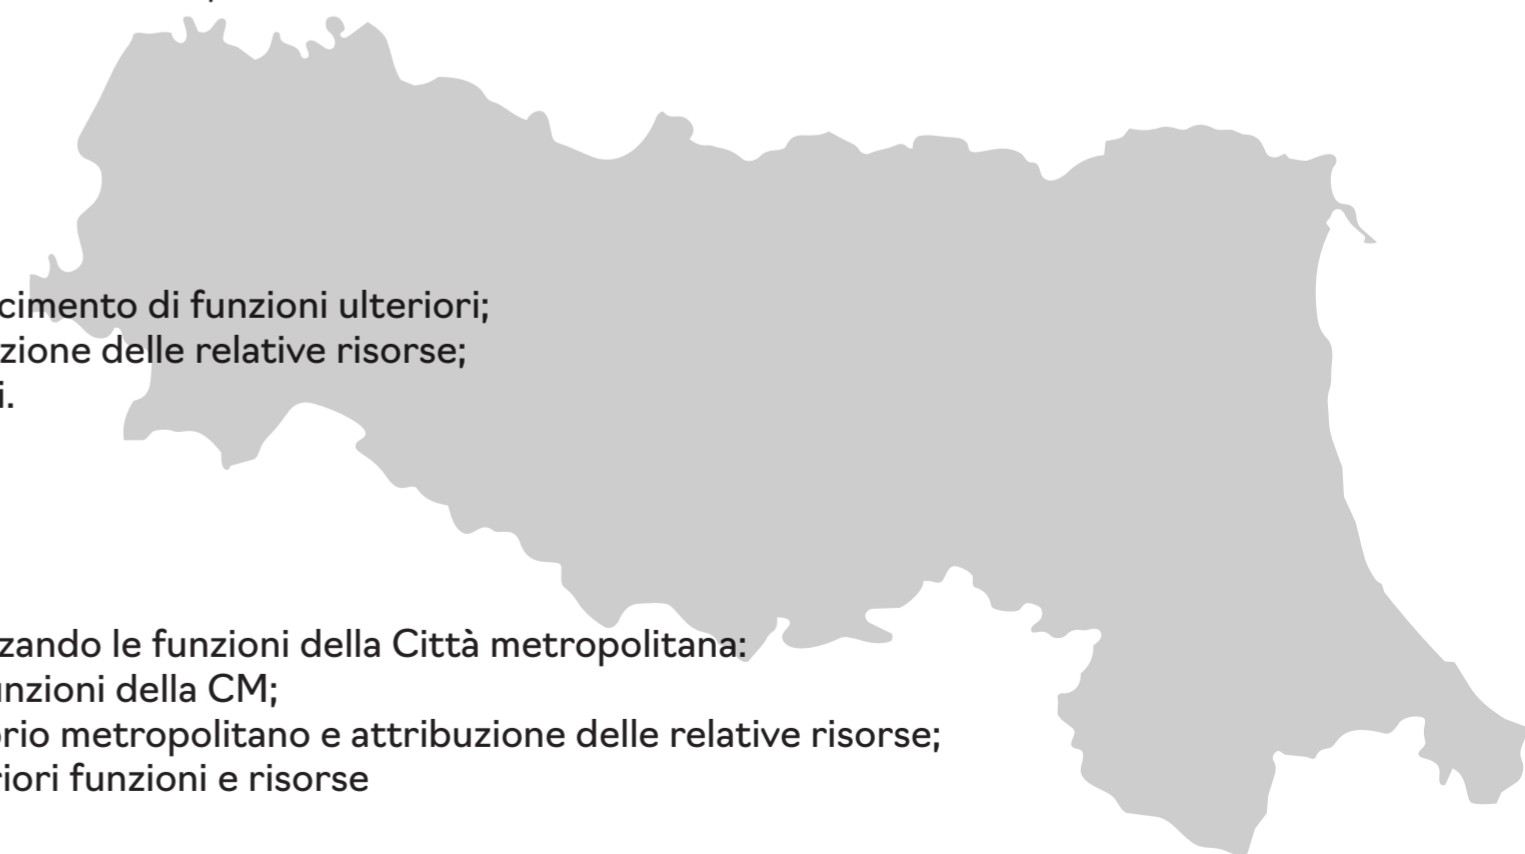 cimento di funzioni ulteriori;
zione delle relative risorse;
i.
zando le funzioni della Città metropolitana:
unzioni della CM;
orio metropolitano e attribuzione delle relative risorse;
riori funzioni e risorse